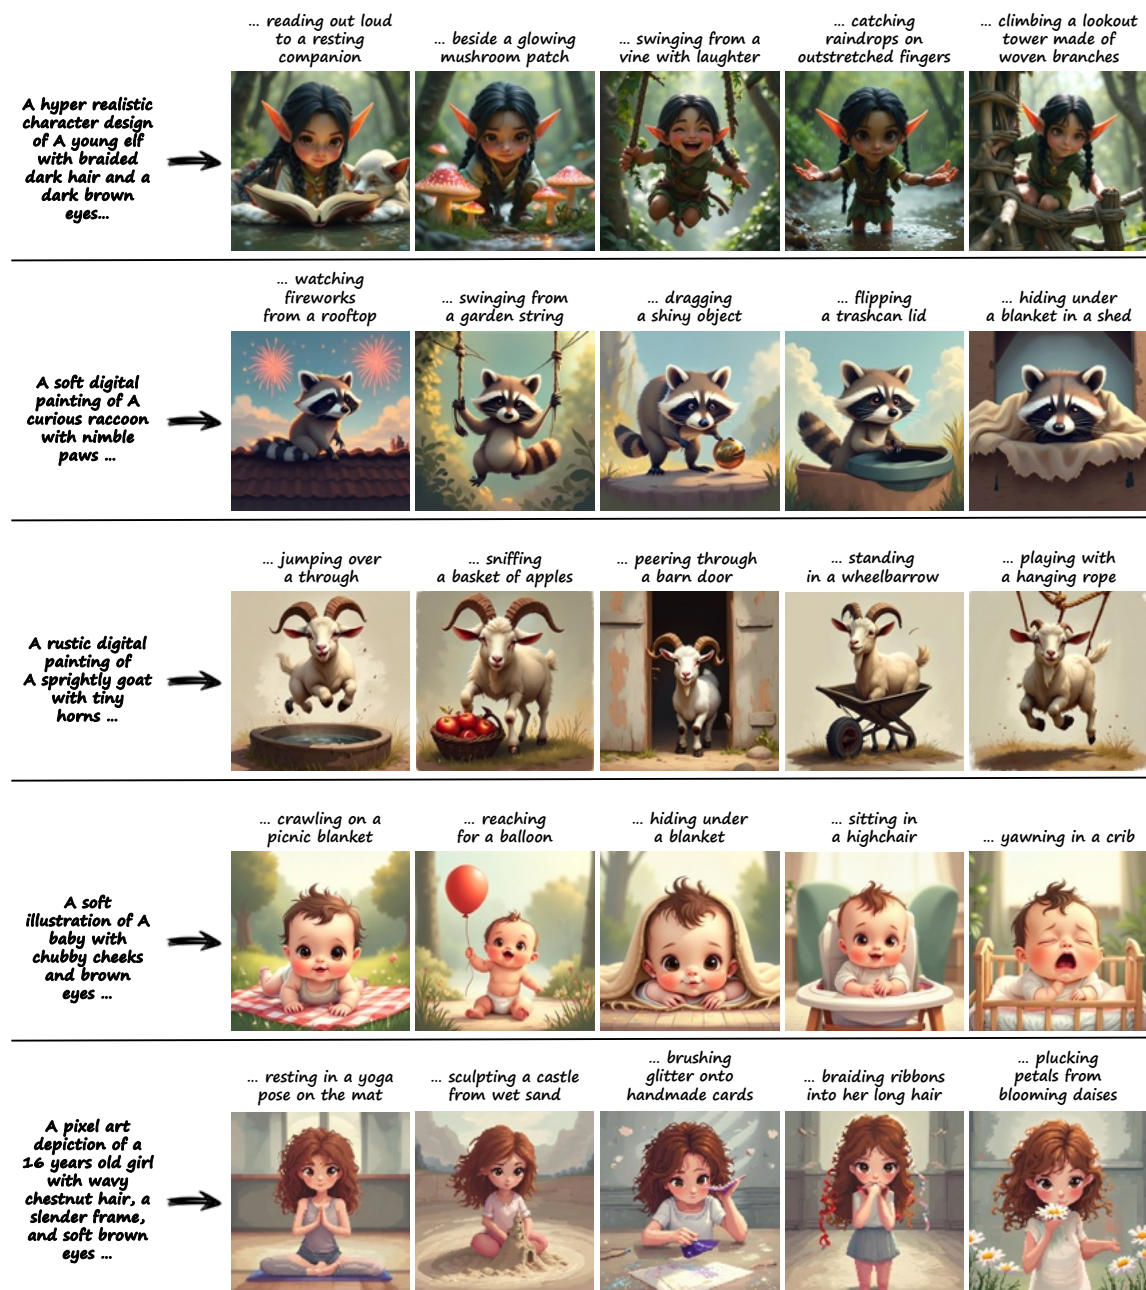 ... reading out loud
to a resting
companion
... beside a glowing
mushroom patch
... swinging from a
vine with laughter
... catching
raindrops on
outstretched fingers
... climbing a lookout
tower made of
woven branches
A hyper realistic
character design
of A young elf
with braided
dark hair and a
dark brown
eyes...
... watching
fireworks
from a rooftop
... swinging from
a garden string
... dragging
a shiny object
... flipping
a trashcan lid
... hiding under
a blanket in a shed
A soft digital
painting of A
curious raccoon
with nimble
paws ...
... jumping over
a through
... sniffing
a basket of apples
... peering through
a barn door
... standing
in a wheelbarrow
... playing with
a hanging rope
A rustic digital
painting of
A sprightly goat
with tiny
horns ...
... crawling on a
picnic blanket
... reaching
for a balloon
... hiding under
a blanket
... sitting in
a highchair
... yawning in a crib
A soft
illustration of A
baby with
chubby cheeks
and brown
eyes ...
... resting in a yoga
pose on the mat
... sculpting a castle
from wet sand
... brushing
glitter onto
handmade cards
... braiding ribbons
into her long hair
... plucking
petals from
blooming daises
A pixel art
depiction of a
16 years old girl
with wavy
chestnut hair, a
slender frame,
and soft brown
eyes ...